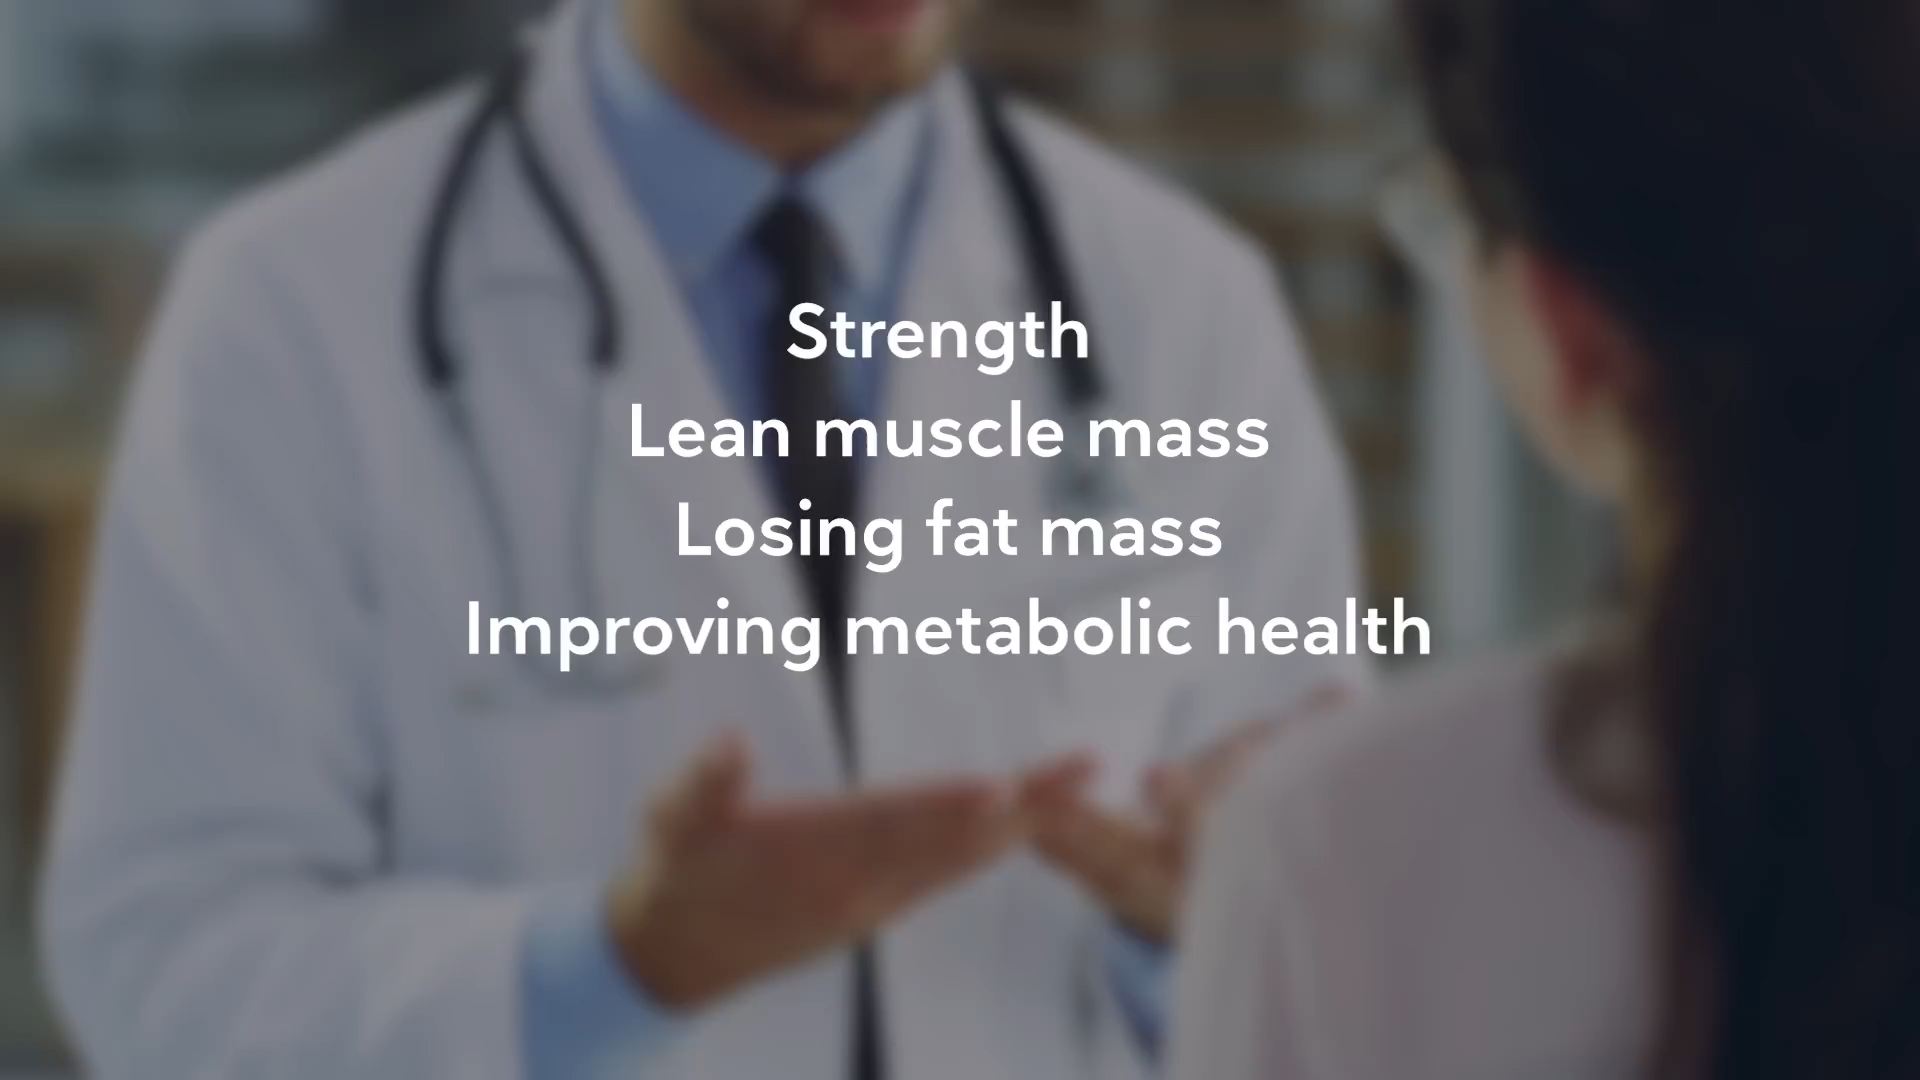 Strength
Lean muscle mass
Losing fat mass
Improving metabolic health